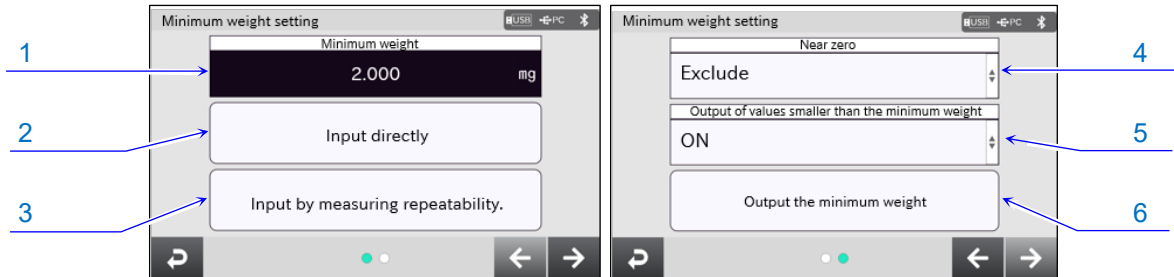 Minimum weight setting
USB PC
Minimum weight
1
2.000 mg
2
Input directly
3
Input by measuring repeatability.
Minimum weight setting
USB PC
Near zero
4
Exclude
Output of values smaller than the minimum weight
5
ON
Output the minimum weight
6